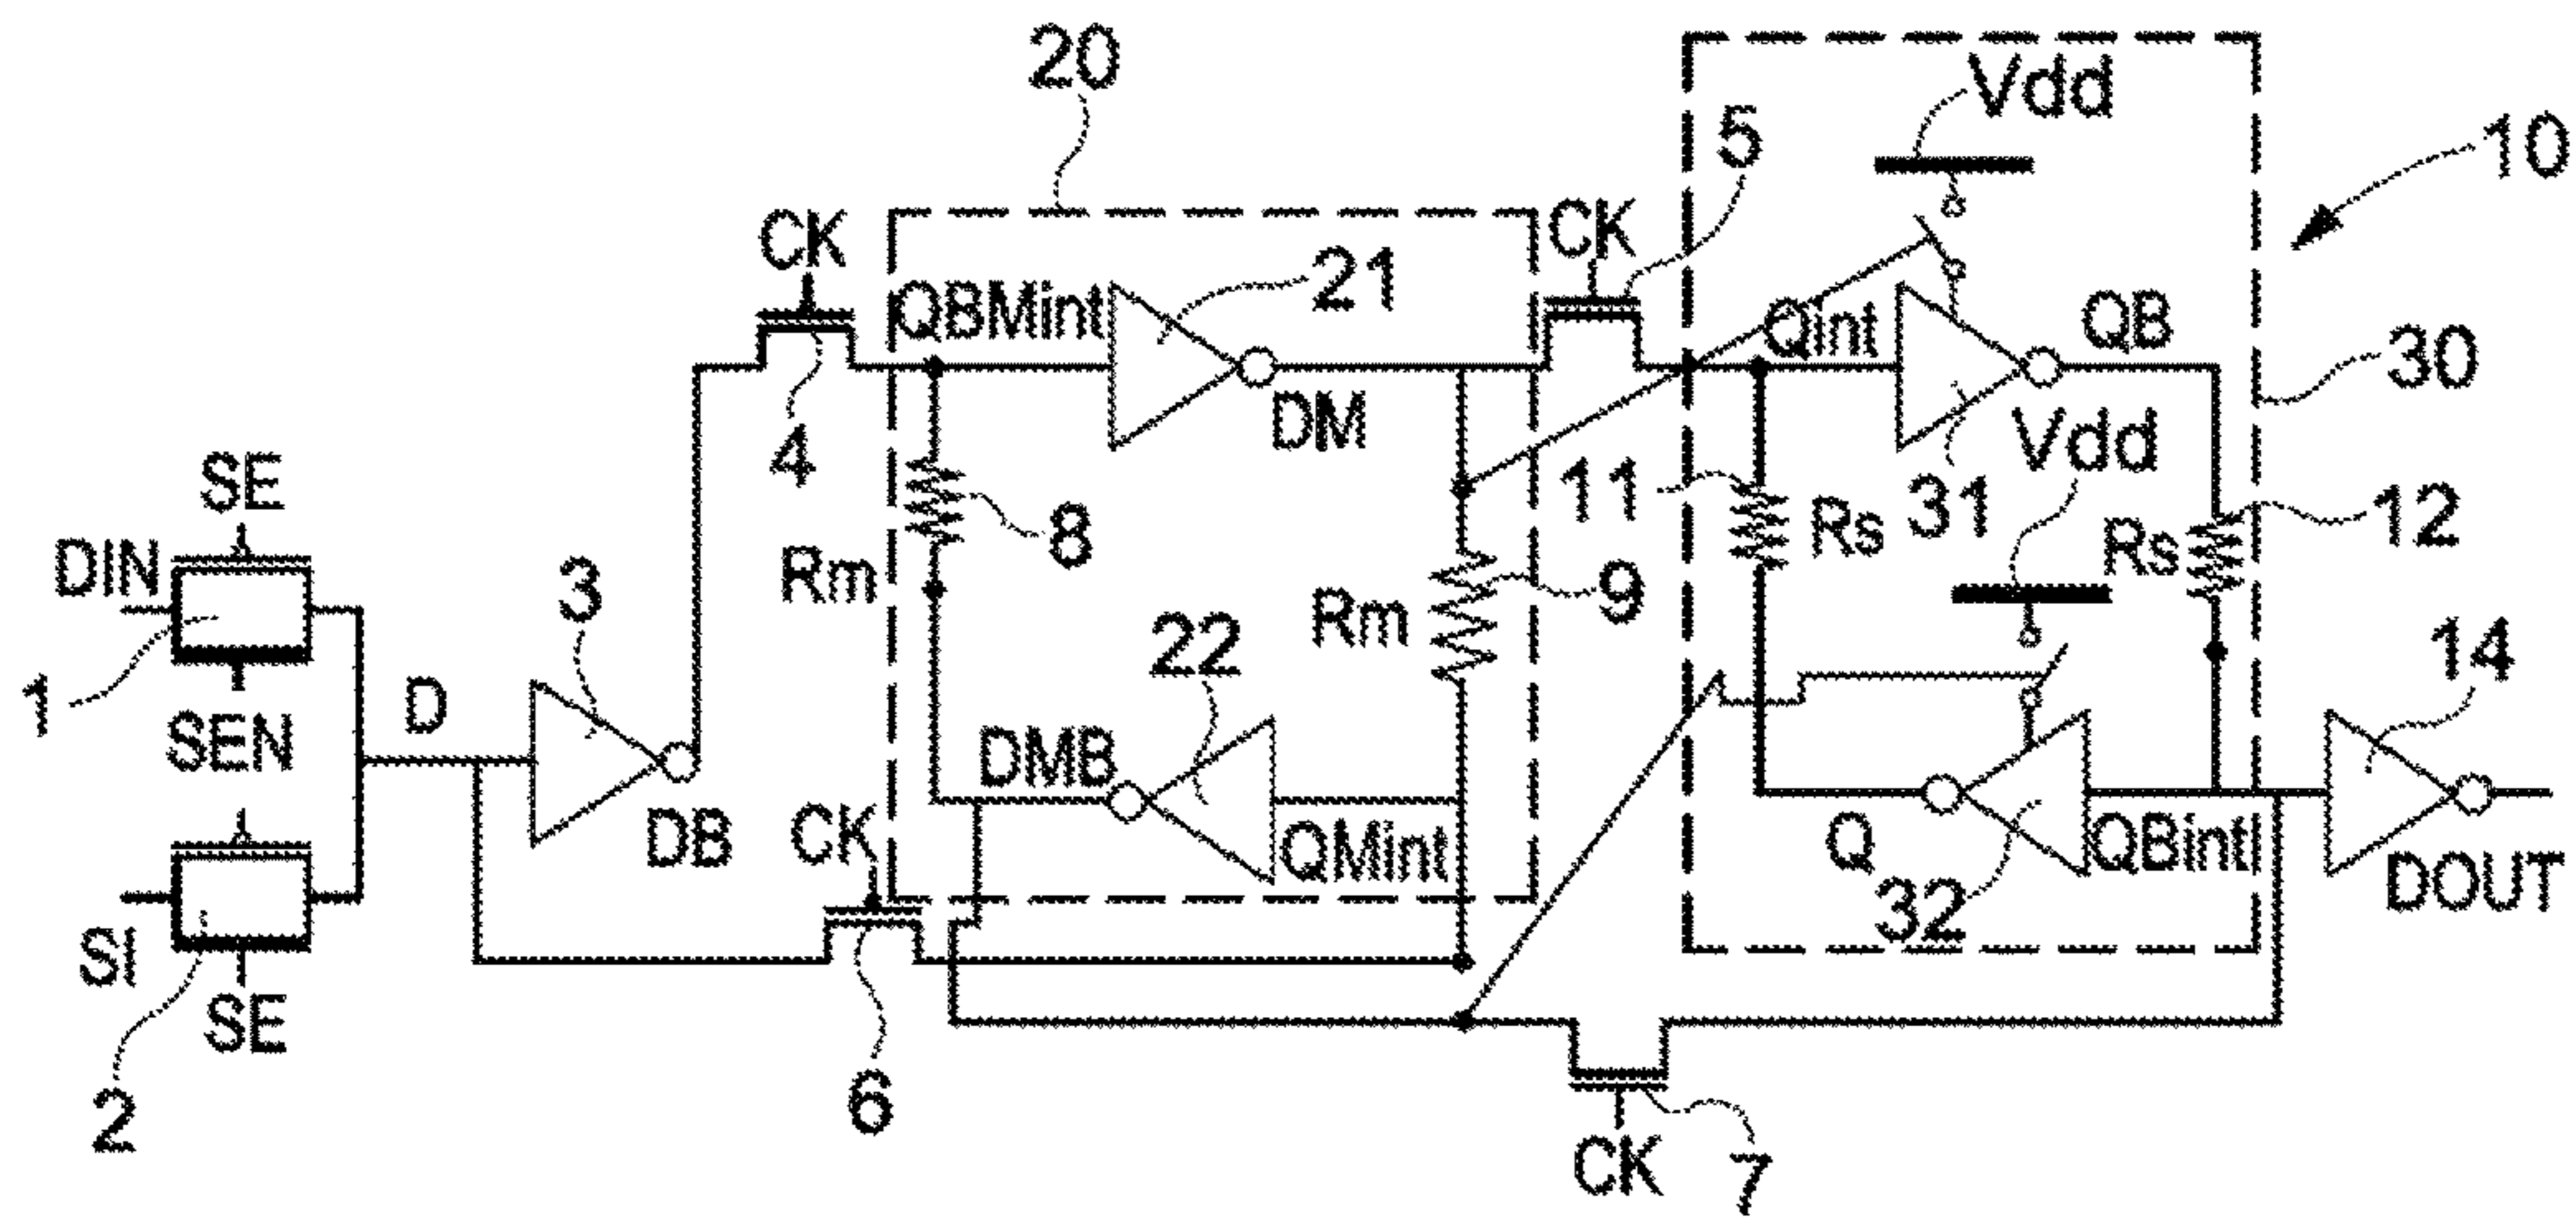 20
Vdd
5
10
CK
CK
QBMint
21
Qint
QB
30
DM
4
11
Vdd
SE
31
12
8
Rs
Rs
DIN
Rm
3
9
Rm
1
22
14
D
SEN
DMB
DB
CK
QMint
Q
QBint
32
DOUT
SI
SE
2
6
CK
7